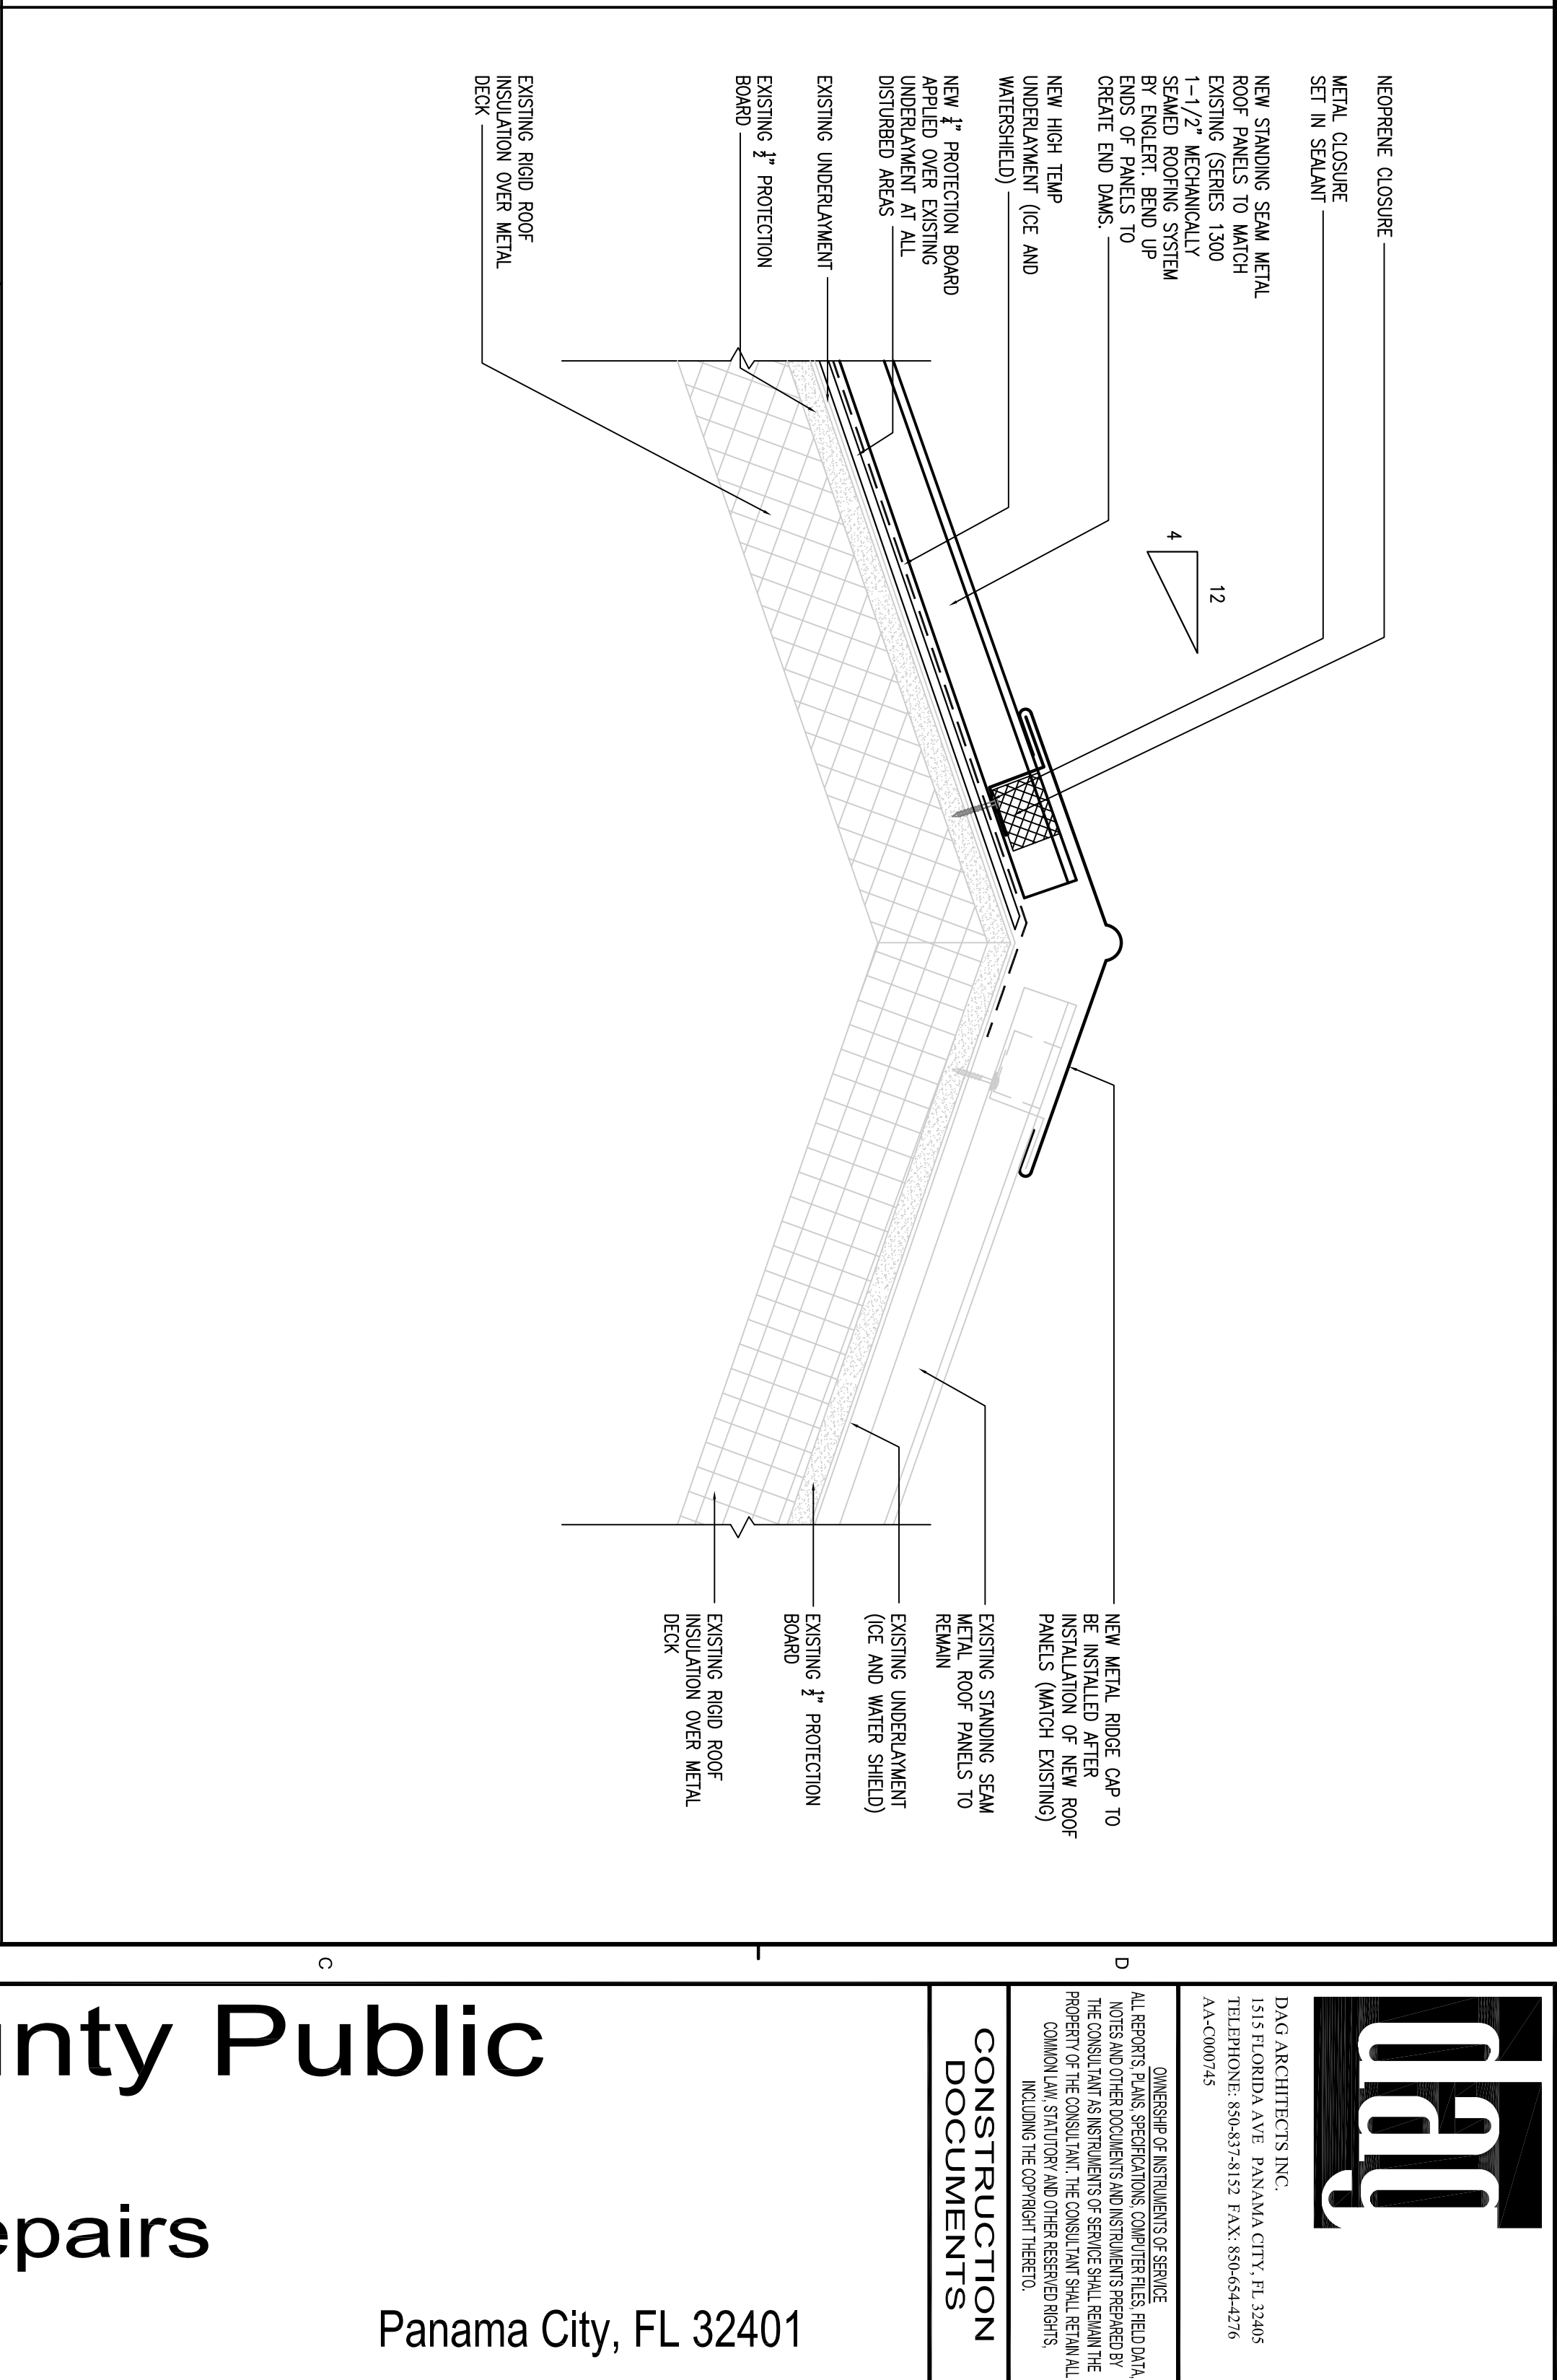 NEOPRENE CLOSURE
METAL CLOSURE
SET IN SEALANT
NEW STANDING SEAM METAL
ROOF PANELS TO MATCH
EXISTING (SERIES 1300
1-1/2" MECHANICALLY
SEAMED ROOFING SYSTEM
BY ENGLERT. BEND UP
ENDS OF PANELS TO
CREATE END DAMS.
NEW HIGH TEMP
UNDERLAYMENT (ICE AND
WATERSHIELD)
NEW 1/4" PROTECTION BOARD
APPLIED OVER EXISTING
UNDERLAYMENT AT ALL
DISTURBED AREAS
EXISTING UNDERLAYMENT
EXISTING 1/2" PROTECTION
BOARD
EXISTING RIGID ROOF
INSULATION OVER METAL
DECK
12
4
NEW METAL RIDGE CAP TO
BE INSTALLED AFTER
INSTALLATION OF NEW ROOF
PANELS (MATCH EXISTING)
EXISTING STANDING SEAM
METAL ROOF PANELS TO
REMAIN
EXISTING UNDERLAYMENT
(ICE AND WATER SHIELD)
EXISTING 1/2" PROTECTION
BOARD
EXISTING RIGID ROOF
INSULATION OVER METAL
DECK
D
C
dag
DAG ARCHITECTS INC.
1515 FLORIDA AVE PANAMA CITY, FL 32405
TELEPHONE: 850-837-8152 FAX: 850-654-4276
AA-C000745
OWNERSHIP OF INSTRUMENTS OF SERVICE
ALL REPORTS, PLANS, SPECIFICATIONS, COMPUTER FILES, FIELD DATA,
NOTES AND OTHER DOCUMENTS AND INSTRUMENTS PREPARED BY
THE CONSULTANT AS INSTRUMENTS OF SERVICE SHALL REMAIN THE
PROPERTY OF THE CONSULTANT. THE CONSULTANT SHALL RETAIN ALL
COMMON LAW, STATUTORY AND OTHER RESERVED RIGHTS,
INCLUDING THE COPYRIGHT THERETO.
CONSTRUCTION
DOCUMENTS
unty Public
epairs
Panama City, FL 32401